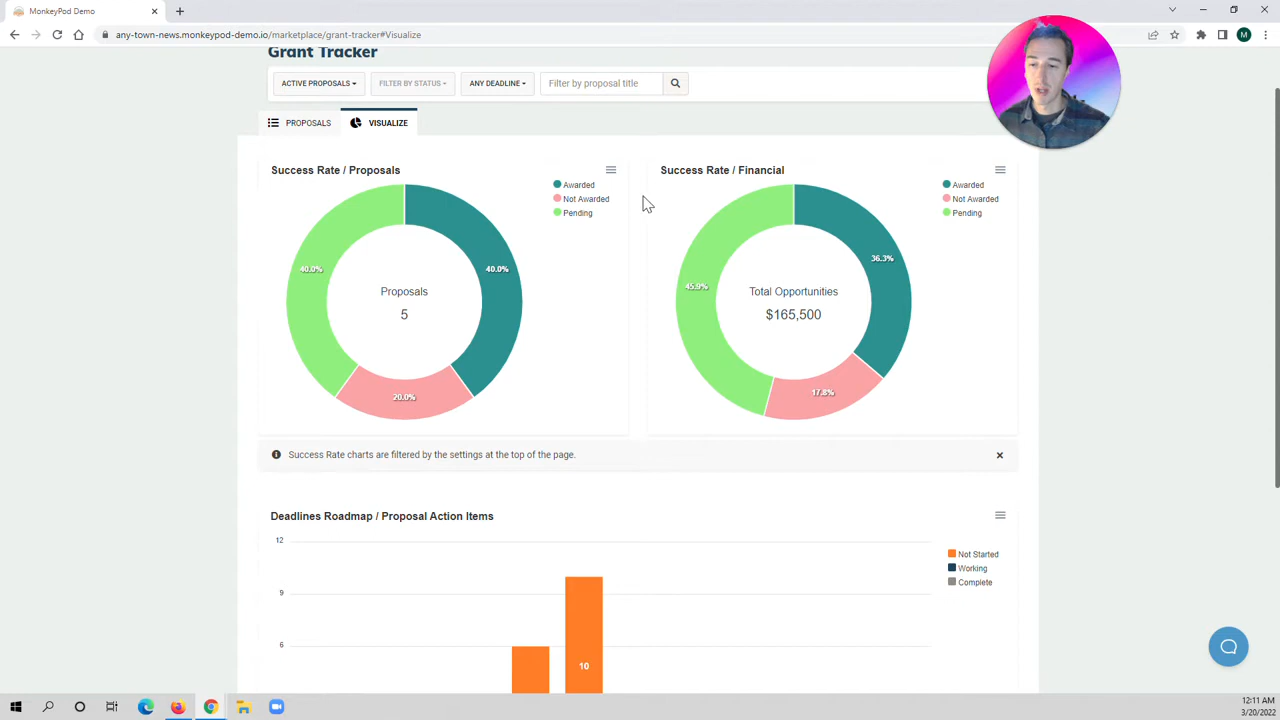 MonkeyPod Demo
any-town-news.monkeypod-demo.io/marketplace/grant-tracker#Visualize
M
Grant Tracker
ACTIVE PROPOSALS
FILTER BY STATUS
ANY DEADLINE
Filter by proposal title
PROPOSALS
VISUALIZE
Success Rate / Proposals
Awarded
Not Awarded
Pending
40.0%
40.0%
20.0%
Proposals
5
Success Rate / Financial
Awarded
Not Awarded
Pending
36.3%
45.9%
17.8%
Total Opportunities
$165,500
Success Rate charts are filtered by the settings at the top of the page.
Deadlines Roadmap / Proposal Action Items
12
9
6
10
Not Started
Working
Complete
12:11 AM
3/20/2022